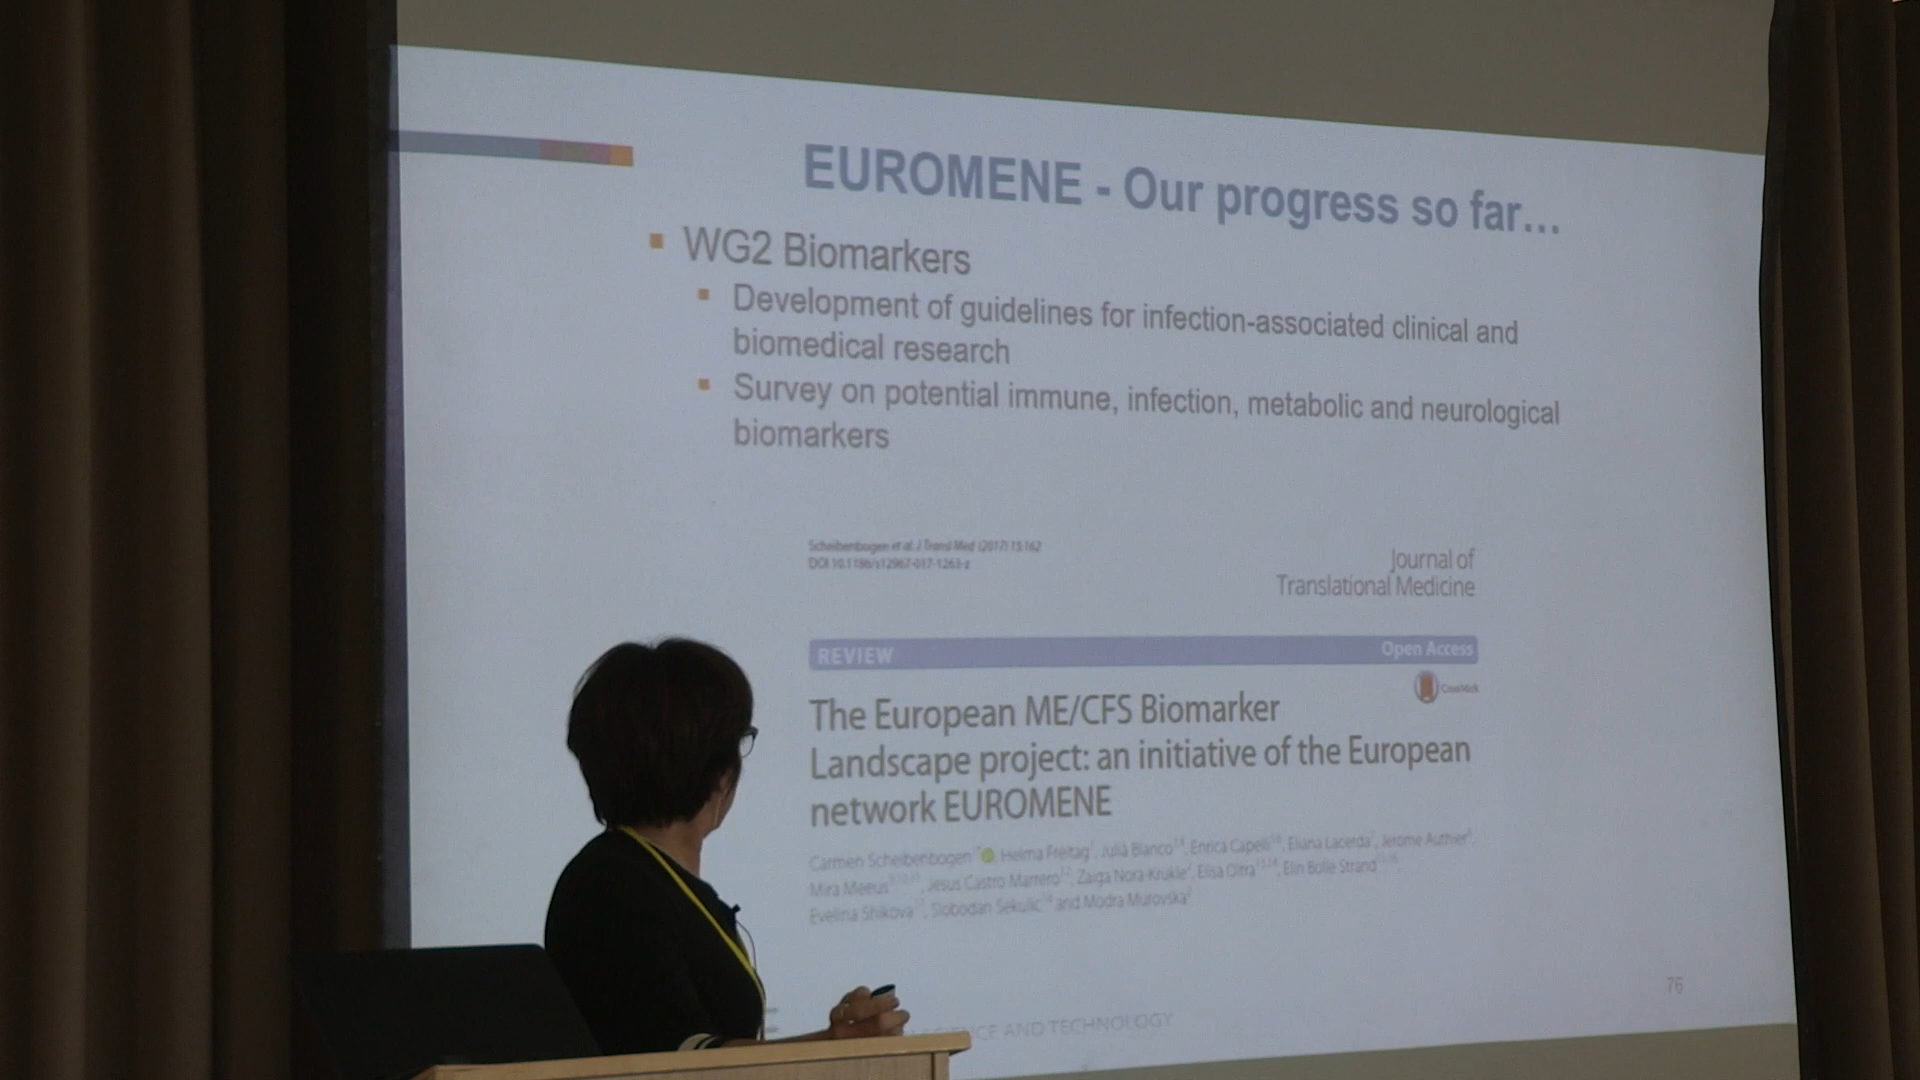 EUROMENE - Our progress so far...
WG2 Biomarkers
Development of guidelines for infection-associated clinical and
biomedical research
Survey on potential immune, infection, metabolic and neurological
biomarkers
Scheibenbogen et al. J Transl Med (2017) 15:162
DOI 10.1186/s12967-017-1263-z
Journal of
Translational Medicine
REVIEW
Open Access
CrossMark
The European ME/CFS Biomarker
Landscape project: an initiative of the European
network EUROMENE
Carmen Scheibenbogen, Helma Freitag, Julià Blanco, Enrica Capelli, Eliana Lacerda, Jerome Authier,
Mira Meeus, Jesus Castro Marrero, Zaiga Nora-Krukle, Elisa Oltra, Elin Bolle Strand,
Evelina Shikova, Slobodan Sekulic and Modra Murovska
76
AND TECHNOLOGY